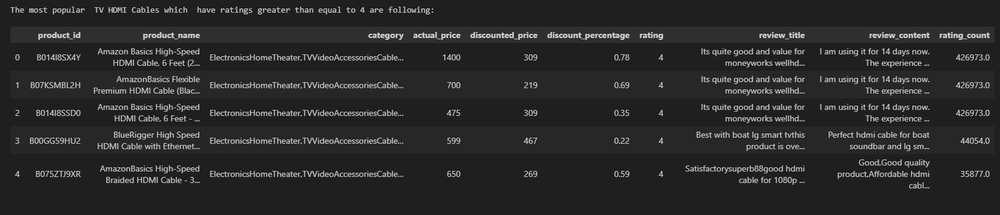 The most popular  TV HDMI Cables which  have ratings greater than equal to 4 are following:
product_id product_name category actual_price discounted_price discount_percentage rating review_title review_content rating_count
0 B014I8SX4Y Amazon Basics High-Speed HDMI Cable, 6 Feet (2... ElectronicsHomeTheater,TVVideoAccessoriesCable... 1400 309 0.78 4 Its quite good and value for moneyworks wellhd... I am using it for 14 days now. The experience ... 426973.0
1 B07KSMBL2H AmazonBasics Flexible Premium HDMI Cable (Blac... ElectronicsHomeTheater,TVVideoAccessoriesCable... 700 219 0.69 4 Its quite good and value for moneyworks wellhd... I am using it for 14 days now. The experience ... 426973.0
2 B014I8SSD0 Amazon Basics High-Speed HDMI Cable, 6 Feet - ... ElectronicsHomeTheater,TVVideoAccessoriesCable... 475 309 0.35 4 Its quite good and value for moneyworks wellhd... I am using it for 14 days now. The experience ... 426973.0
3 B00GG59HU2 BlueRigger High Speed HDMI Cable with Ethernet... ElectronicsHomeTheater,TVVideoAccessoriesCable... 599 467 0.22 4 Best with boat lg smart tvthis product is ove... Perfect hdmi cable for boat soundbar and lg sm... 44054.0
4 B075ZTJ9XR AmazonBasics High-Speed Braided HDMI Cable - 3... ElectronicsHomeTheater,TVVideoAccessoriesCable... 650 269 0.59 4 Satisfactorysuperb88good hdmi cable for 1080p ... Good,Good quality product,Affordable hdmi cabl... 35877.0